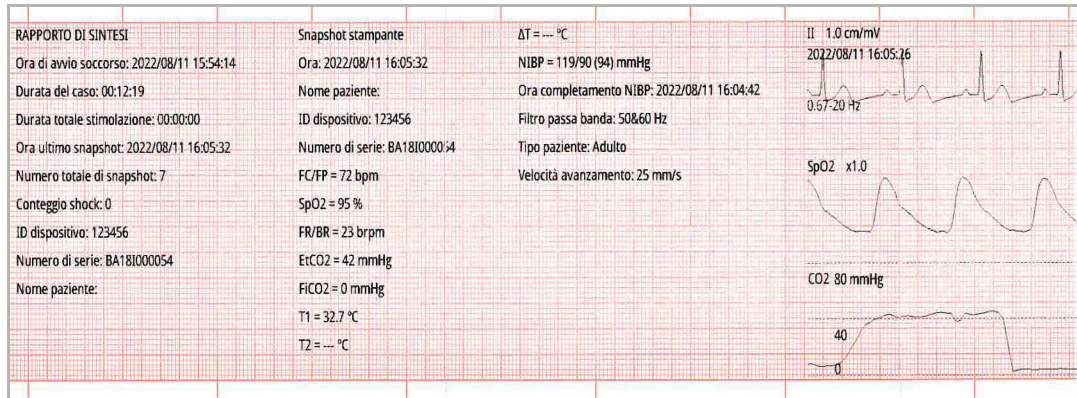 RAPPORTO DI SINTESI
Ora di avvio soccorso: 2022/08/11 15:54:14
Durata del caso: 00:12:19
Durata totale stimolazione: 00:00:00
Ora ultimo snapshot: 2022/08/11 16:05:32
Numero totale di snapshot: 7
Conteggio shock: 0
ID dispositivo: 123456
Numero di serie: BA18I000054
Nome paziente:
Snapshot stampante
Ora: 2022/08/11 16:05:32
Nome paziente:
ID dispositivo: 123456
Numero di serie: BA18I000054
FC/FP = 72 bpm
SpO2 = 95 %
FR/BR = 23 brpm
EtCO2 = 42 mmHg
FiCO2 = 0 mmHg
T1 = 32.7 °C
T2 = --- °C
ΔT = --- °C
NIBP = 119/90 (94) mmHg
Ora completamento NIBP: 2022/08/11 16:04:42
Filtro passa banda: 50&60 Hz
Tipo paziente: Adulto
Velocità avanzamento: 25 mm/s
II 1.0 cm/mV
2022/08/11 16:05:26
0.67-20 Hz
SpO2 x1.0
CO2 80 mmHg
40
0